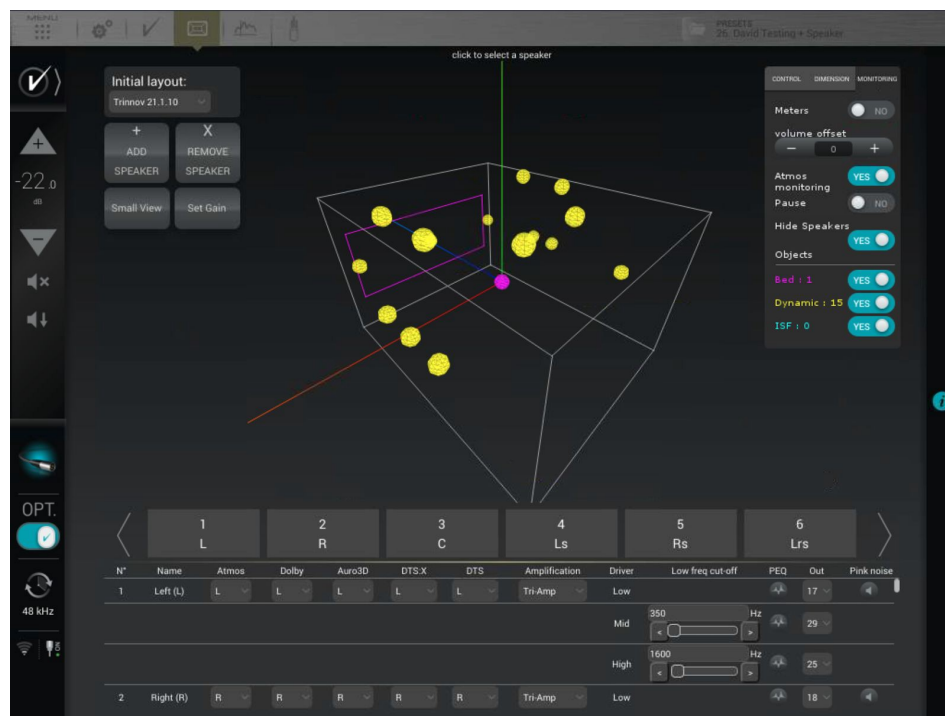 MENU
PRESETS
26. David Testing + Speaker
click to select a speaker
Initial layout:
Trinnov 21.1.10
+
ADD
SPEAKER
X
REMOVE
SPEAKER
Small View
Set Gain
-22.0
dB
OPT.
48 kHz
CONTROL DIMENSION MONITORING
Meters NO
volume offset
− 0 +
Atmos
monitoring YES
Pause NO
Hide Speakers
YES
Objects
Bed : 1 YES
Dynamic : 15 YES
ISF : 0 YES
1 2 3 4 5 6
L R C Ls Rs Lrs
N° Name Atmos Dolby Auro3D DTS:X DTS Amplification Driver Low freq cut-off PEQ Out Pink noise
1 Left (L) L L L L L Tri-Amp Low 17
Mid 350 Hz 29
< >
High 1600 Hz 25
< >
2 Right (R) R R R R R Tri-Amp Low 18